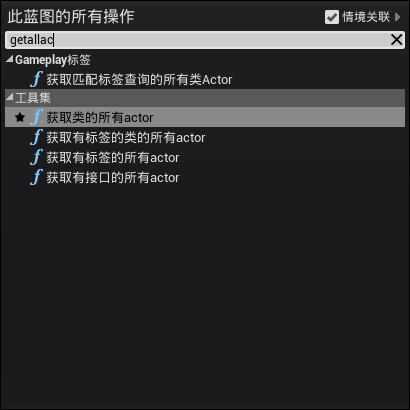 此蓝图的所有操作 情境关联
getallac
Gameplay标签
获取匹配标签查询的所有类Actor
工具集
获取类的所有actor
获取有标签的类的所有actor
获取有标签的所有actor
获取有接口的所有actor